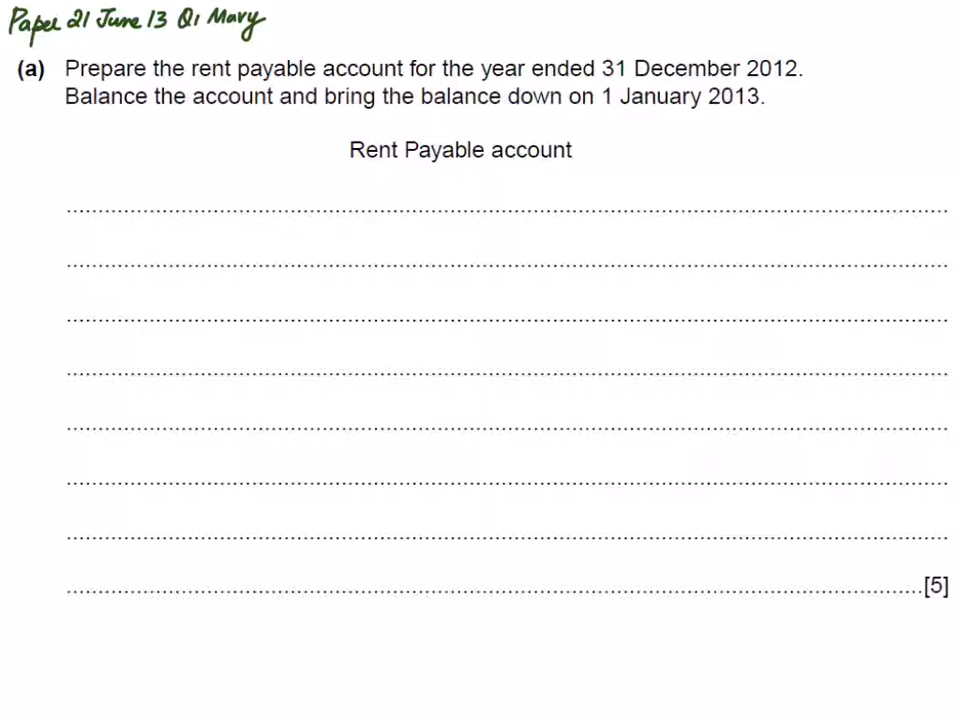 Paper 21 June 13 Q1 Mary
(a) Prepare the rent payable account for the year ended 31 December 2012.
Balance the account and bring the balance down on 1 January 2013.
Rent Payable account
[5]